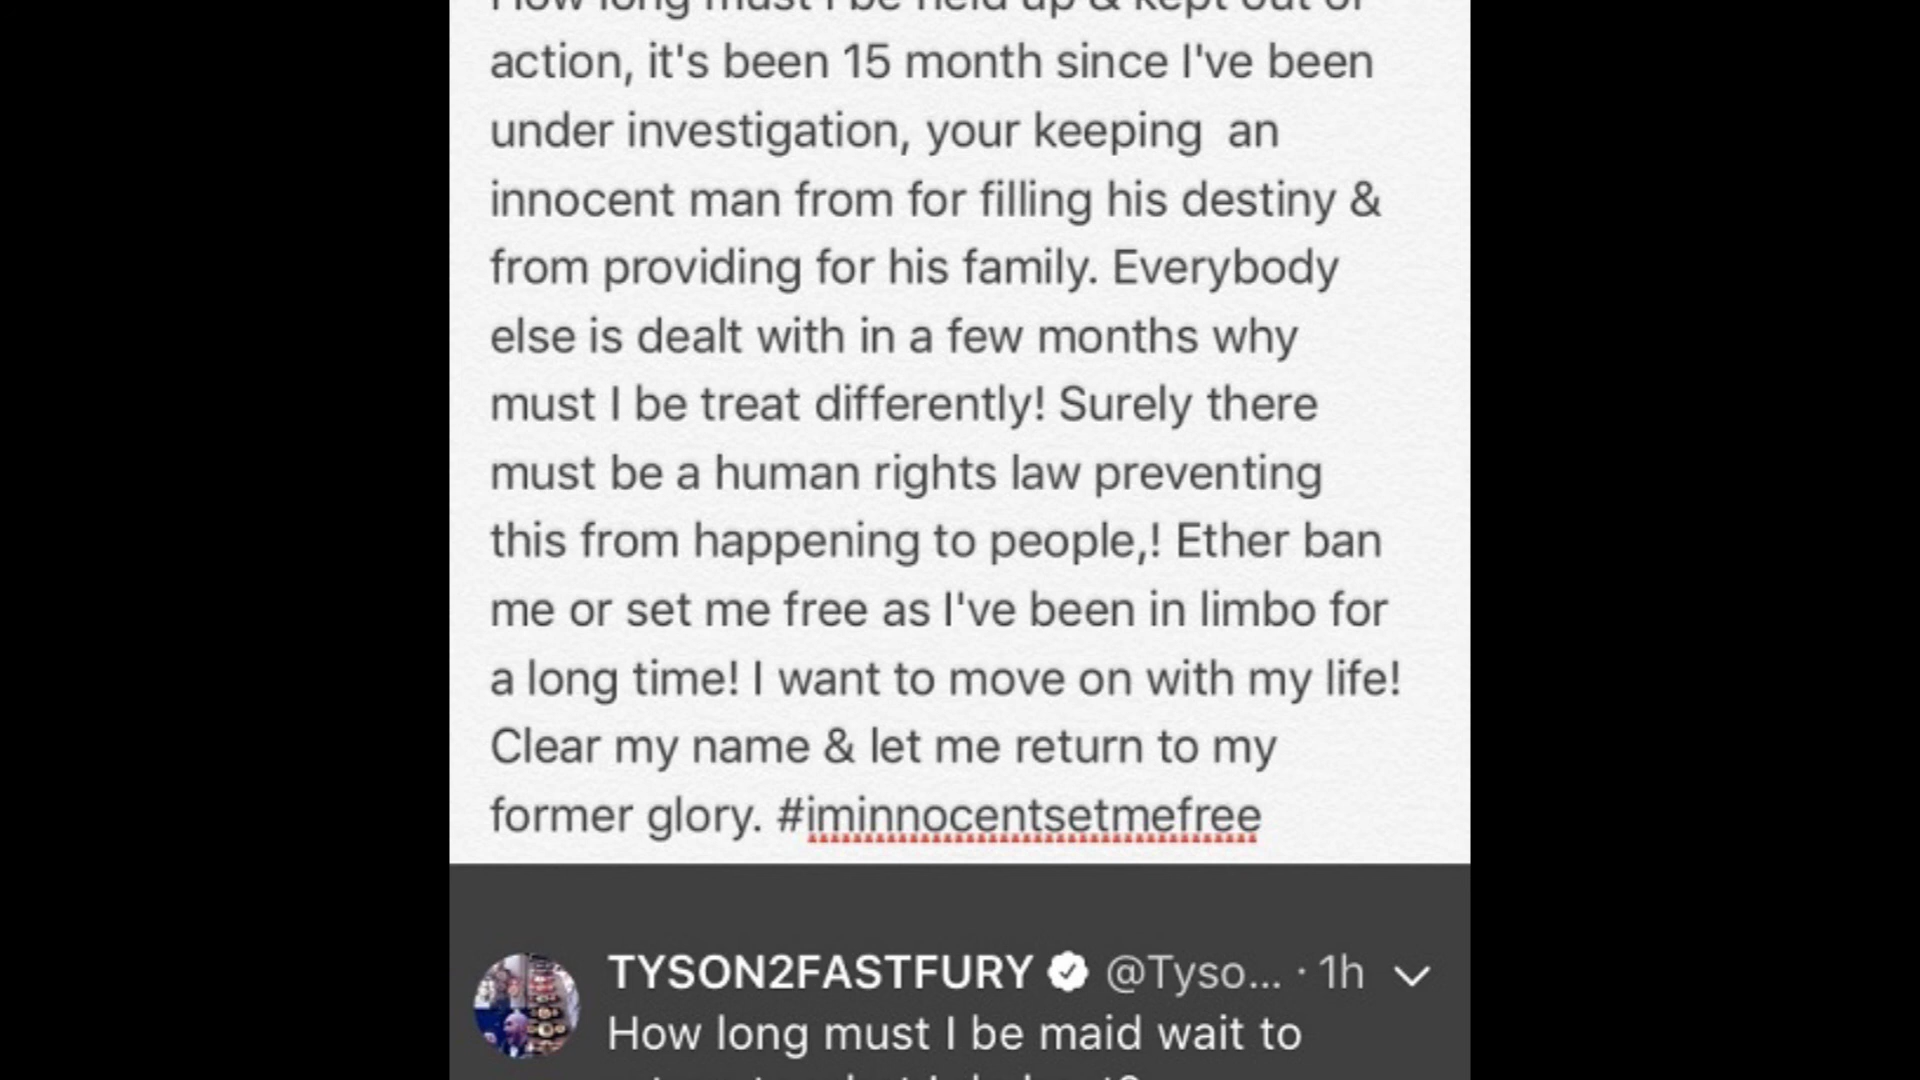 How long must I be held up & kept out of
action, it's been 15 month since I've been
under investigation, your keeping  an
innocent man from for filling his destiny &
from providing for his family. Everybody
else is dealt with in a few months why
must I be treat differently! Surely there
must be a human rights law preventing
this from happening to people,! Ether ban
me or set me free as I've been in limbo for
a long time! I want to move on with my life!
Clear my name & let me return to my
former glory. #iminnocentsetmefree
TYSON2FASTFURY @Tyso... · 1h
How long must I be maid wait to